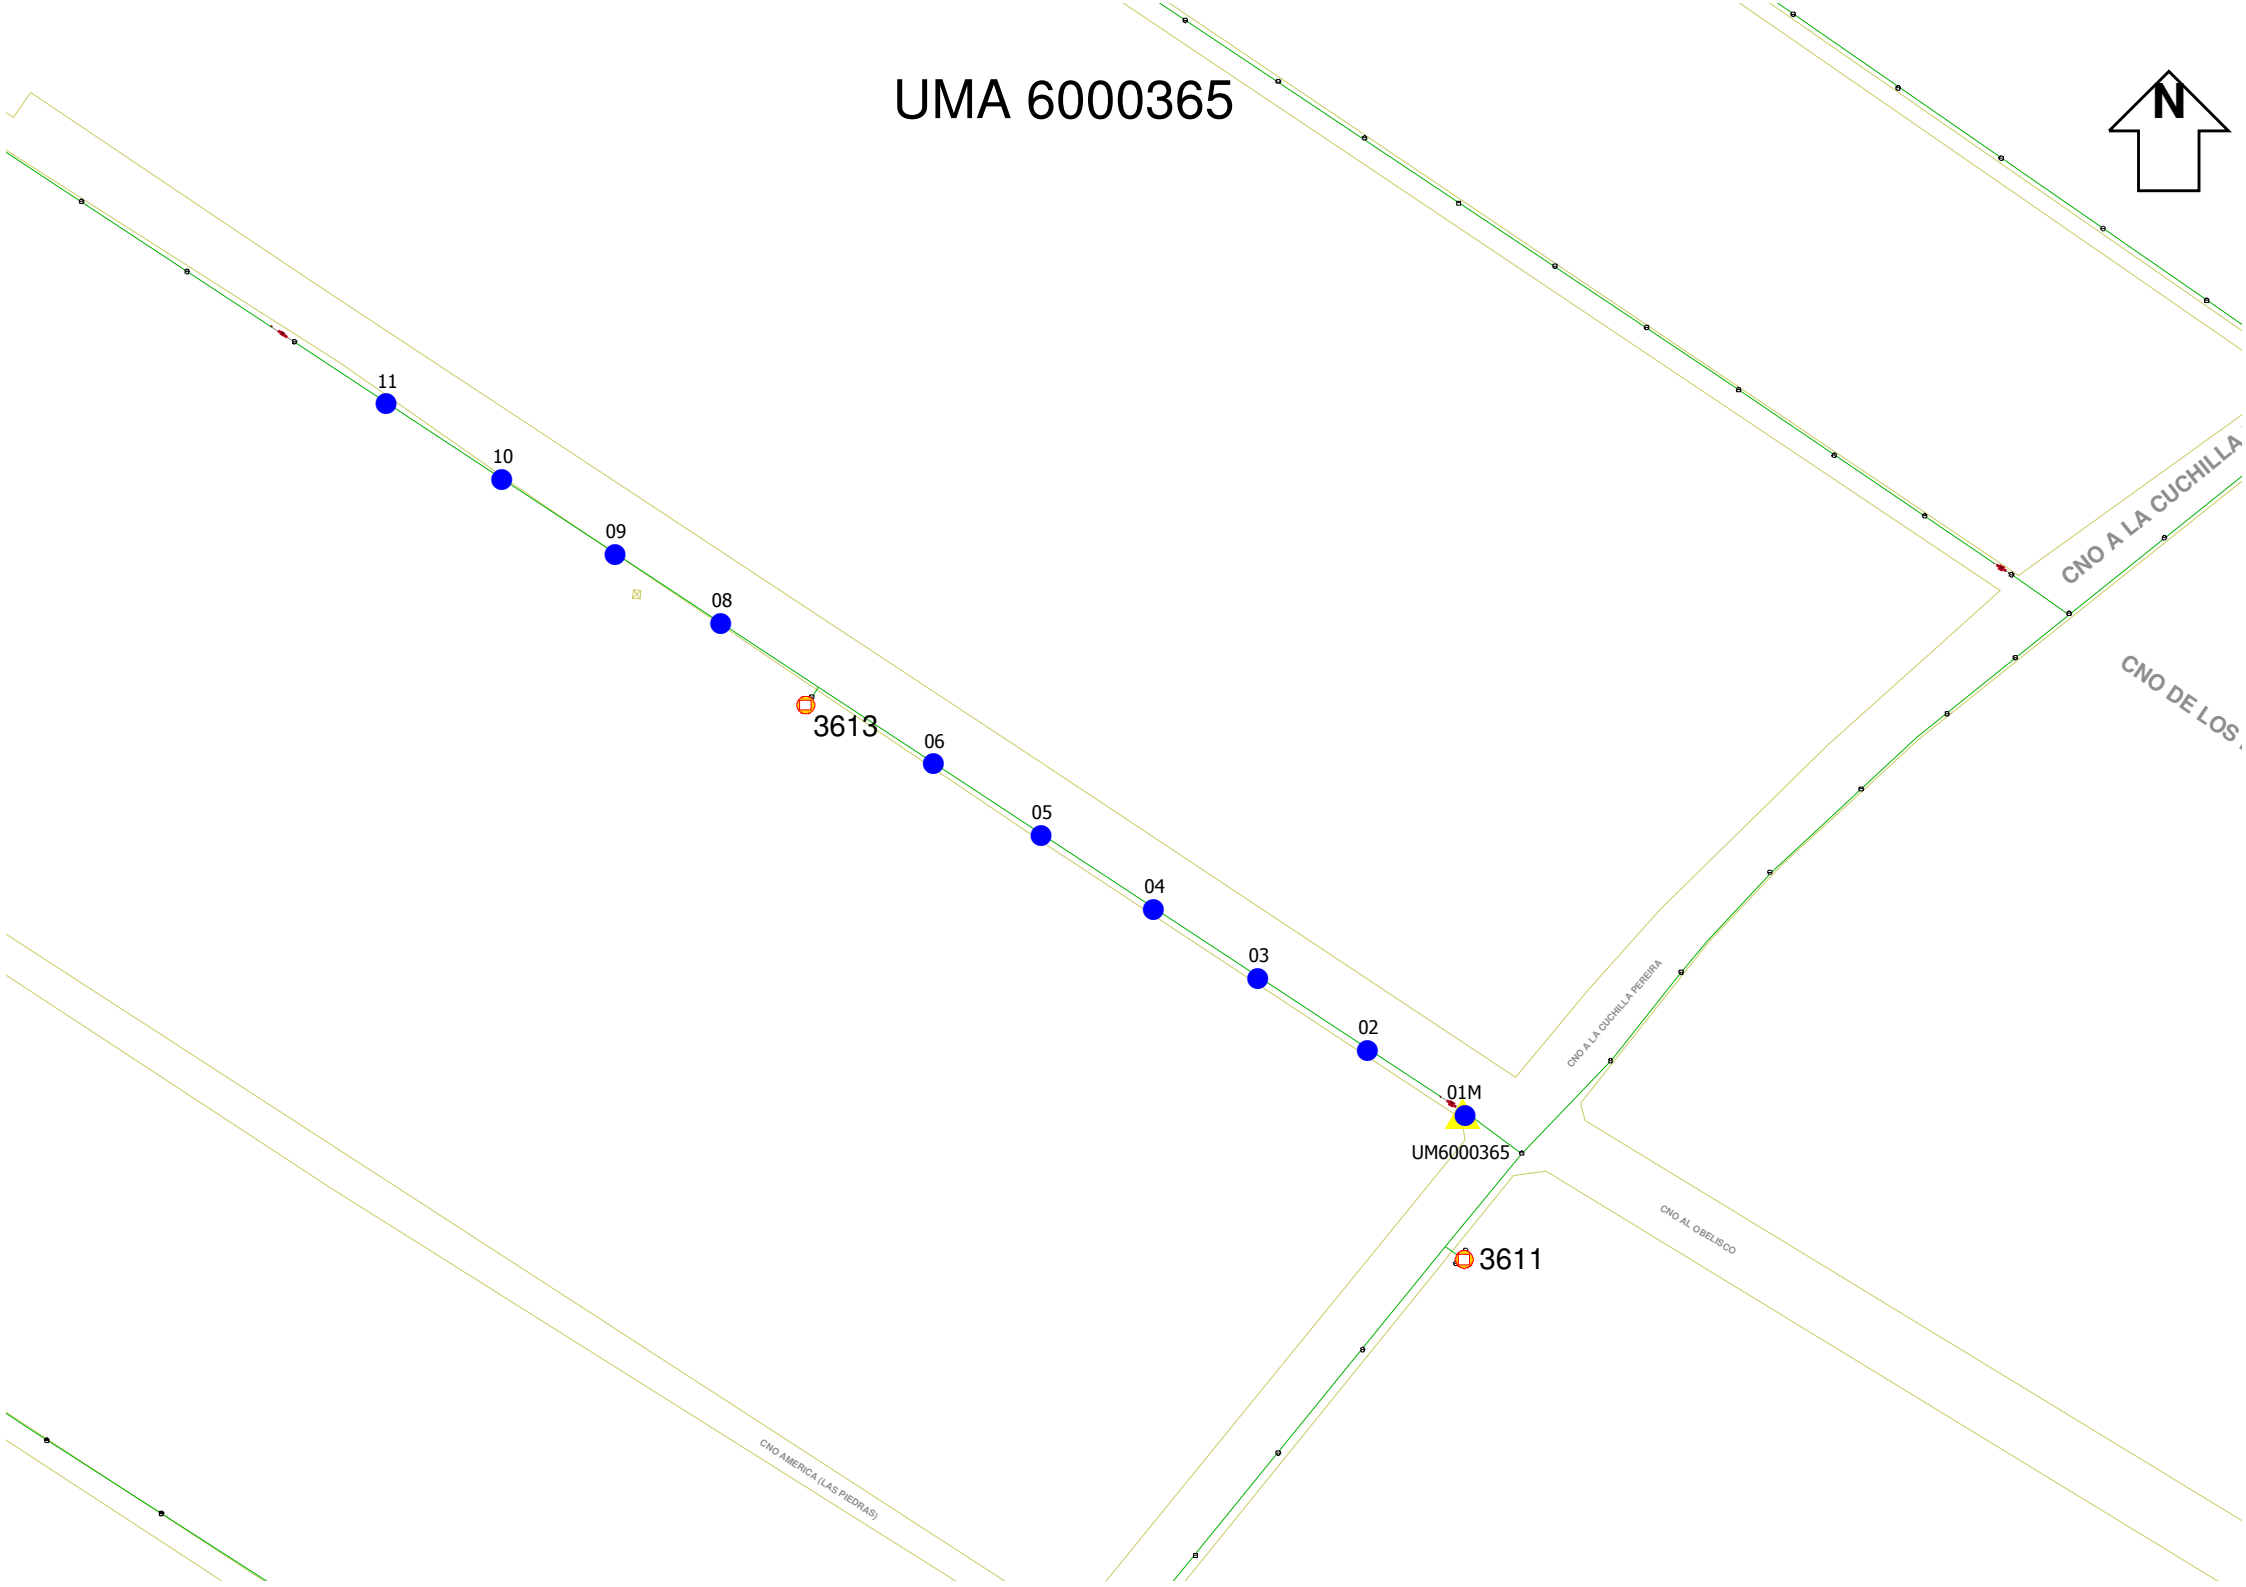 UMA 6000365
N
11
10
CNO A LA CUCHILLA
09
08
CNO DE LOS
3613
06
05
04
03
CNO A LA CUCHILLA PEREIRA
02
01M
UM6000365
CNO AL OBELISCO
3611
CNO AMERICA (LAS PIEDRAS)